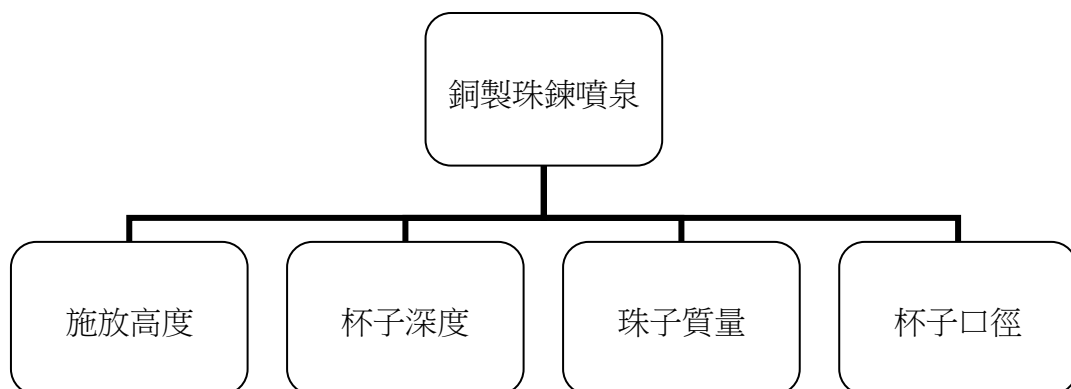 銅製珠鍊噴泉
施放高度
杯子深度
珠子質量
杯子口徑